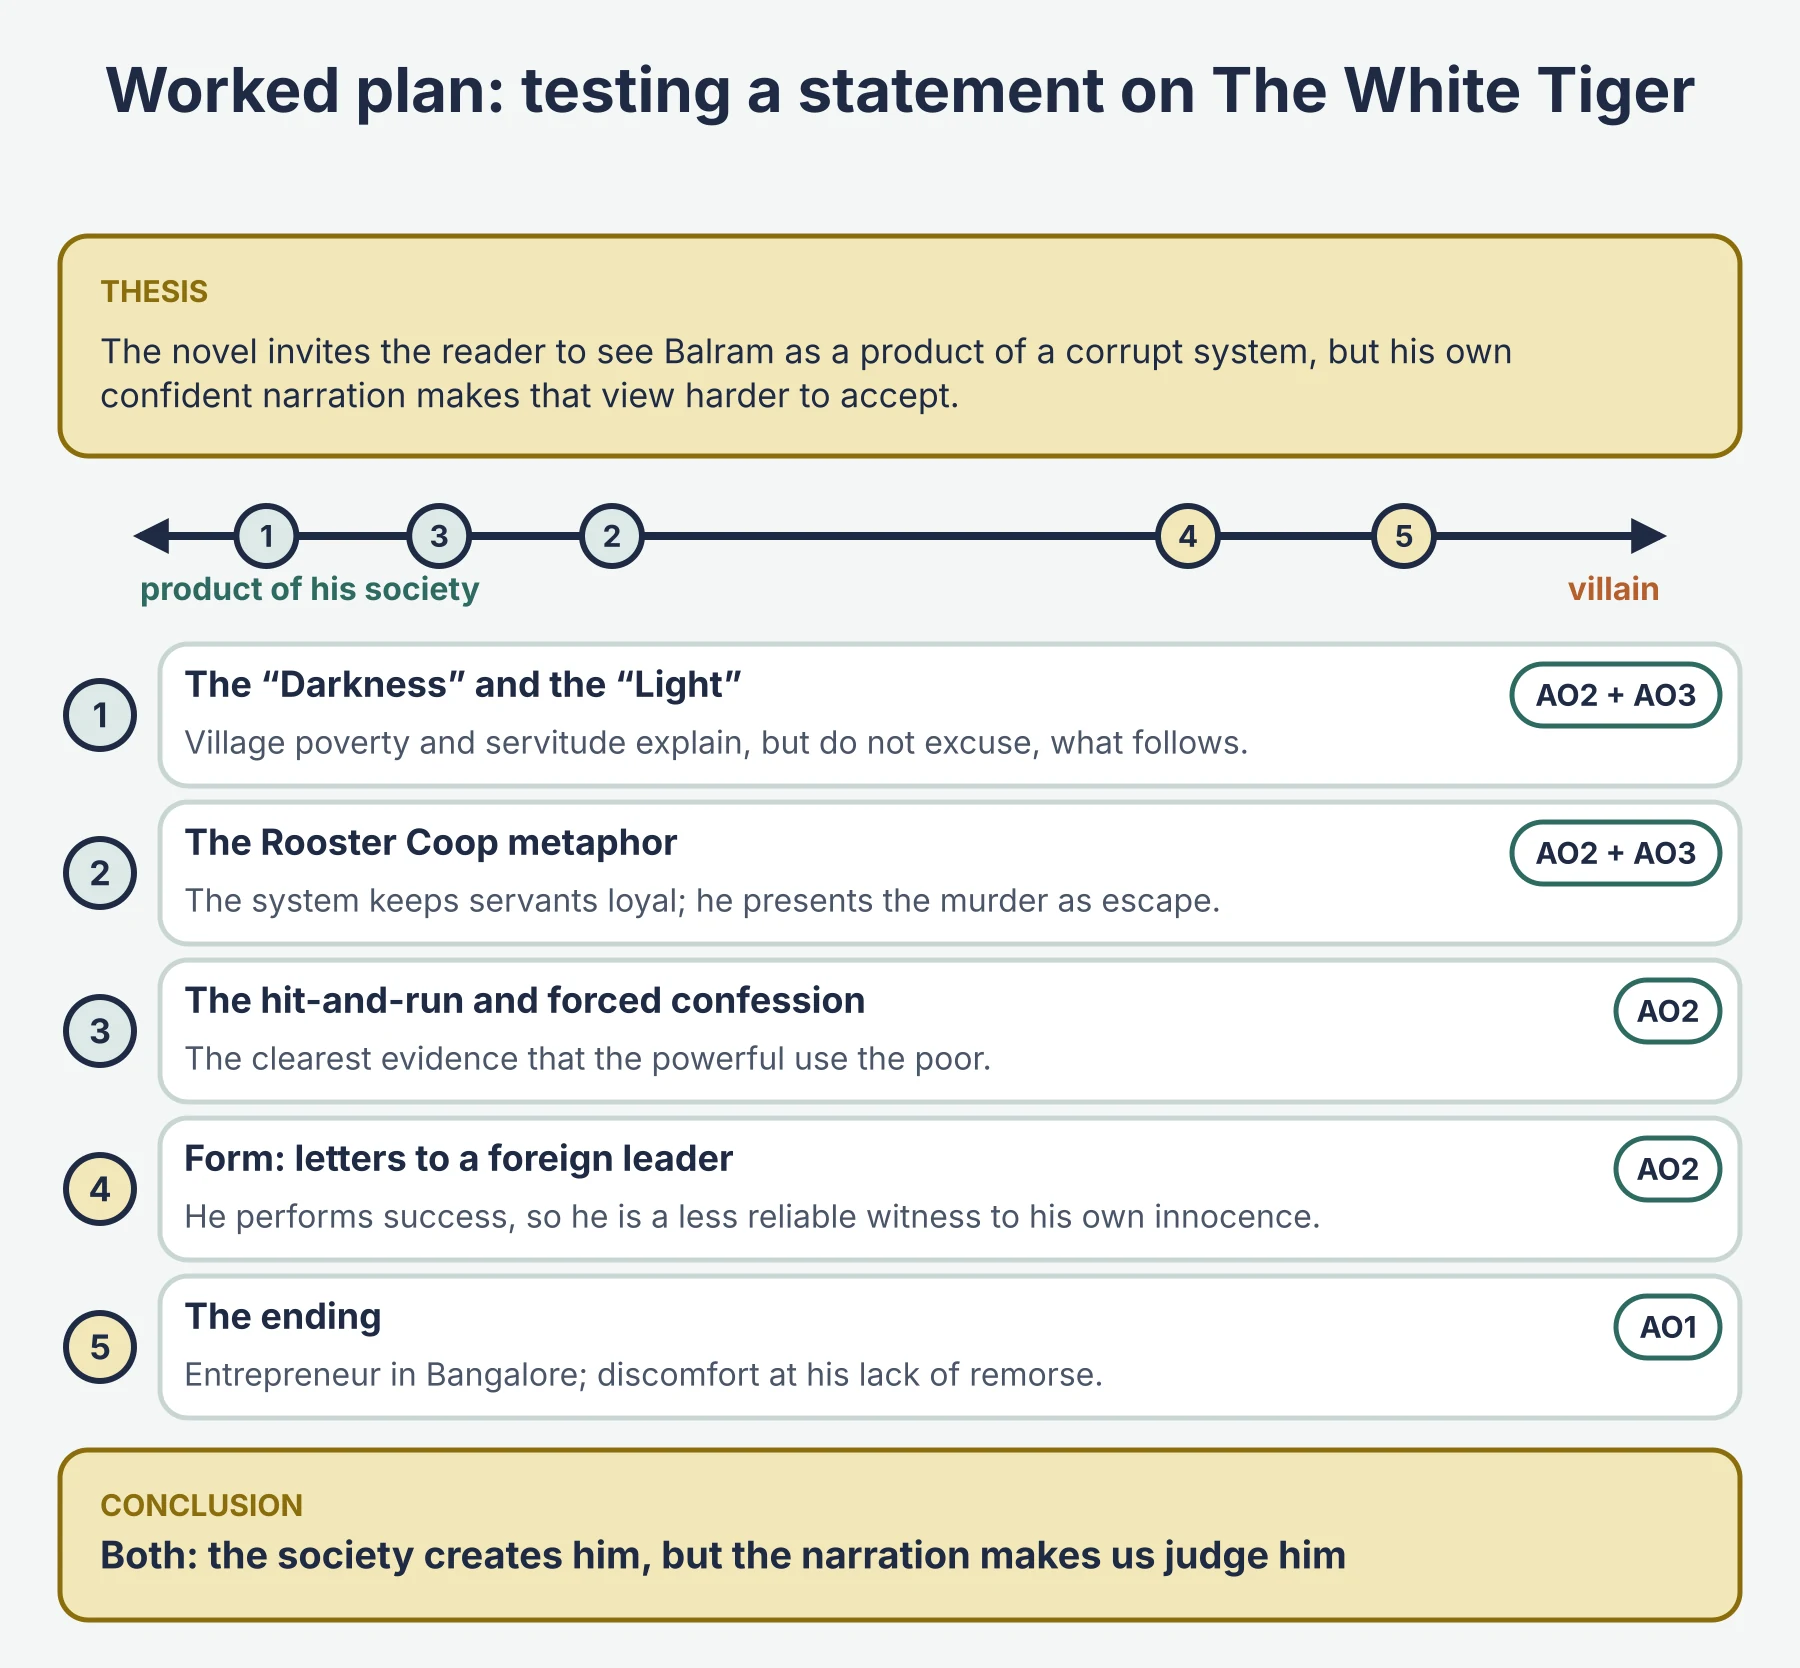 Worked plan: testing a statement on The White Tiger
THESIS
The novel invites the reader to see Balram as a product of a corrupt system, but his own
confident narration makes that view harder to accept.
1 3 2 4 5
product of his society villain
1
The “Darkness” and the “Light”
AO2 + AO3
Village poverty and servitude explain, but do not excuse, what follows.
2
The Rooster Coop metaphor
AO2 + AO3
The system keeps servants loyal; he presents the murder as escape.
3
The hit-and-run and forced confession
AO2
The clearest evidence that the powerful use the poor.
4
Form: letters to a foreign leader
AO2
He performs success, so he is a less reliable witness to his own innocence.
5
The ending
AO1
Entrepreneur in Bangalore; discomfort at his lack of remorse.
CONCLUSION
Both: the society creates him, but the narration makes us judge him